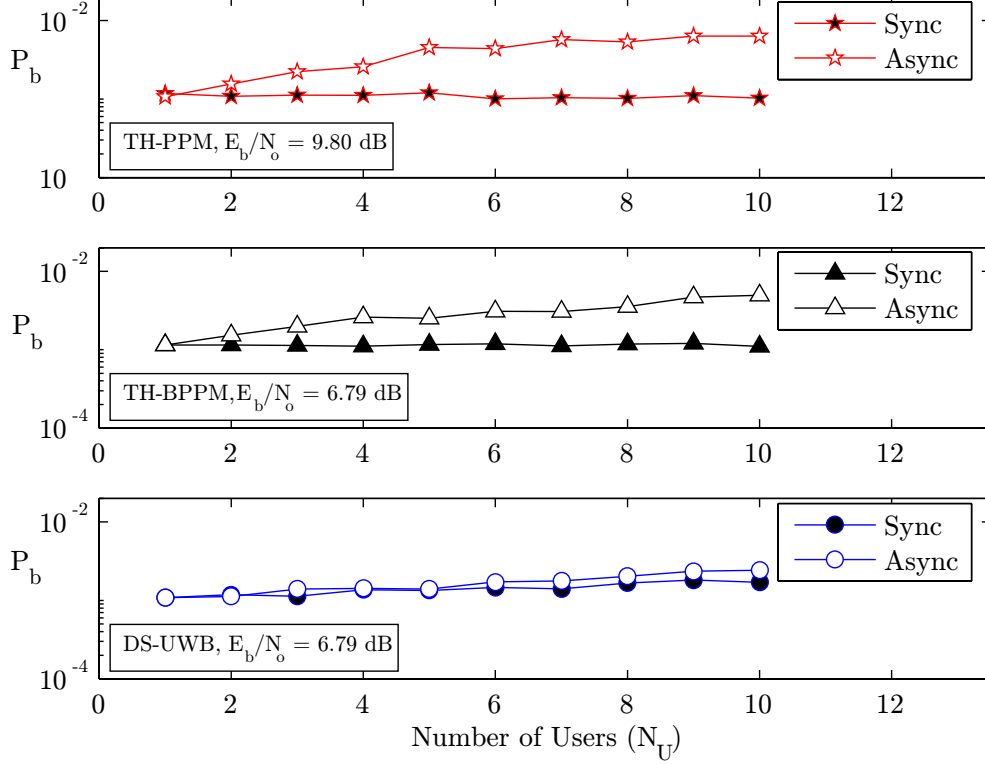 10^-2
P_b
Sync
Async
TH-PPM, E_b/N_o = 9.80 dB
10
0 2 4 6 8 10 12
10^-2
P_b
Sync
Async
TH-BPPM,E_b/N_o = 6.79 dB
10^-4
0 2 4 6 8 10 12
10^-2
P_b
Sync
Async
DS-UWB, E_b/N_o = 6.79 dB
10^-4
0 2 4 6 8 10 12
Number of Users (N_U)